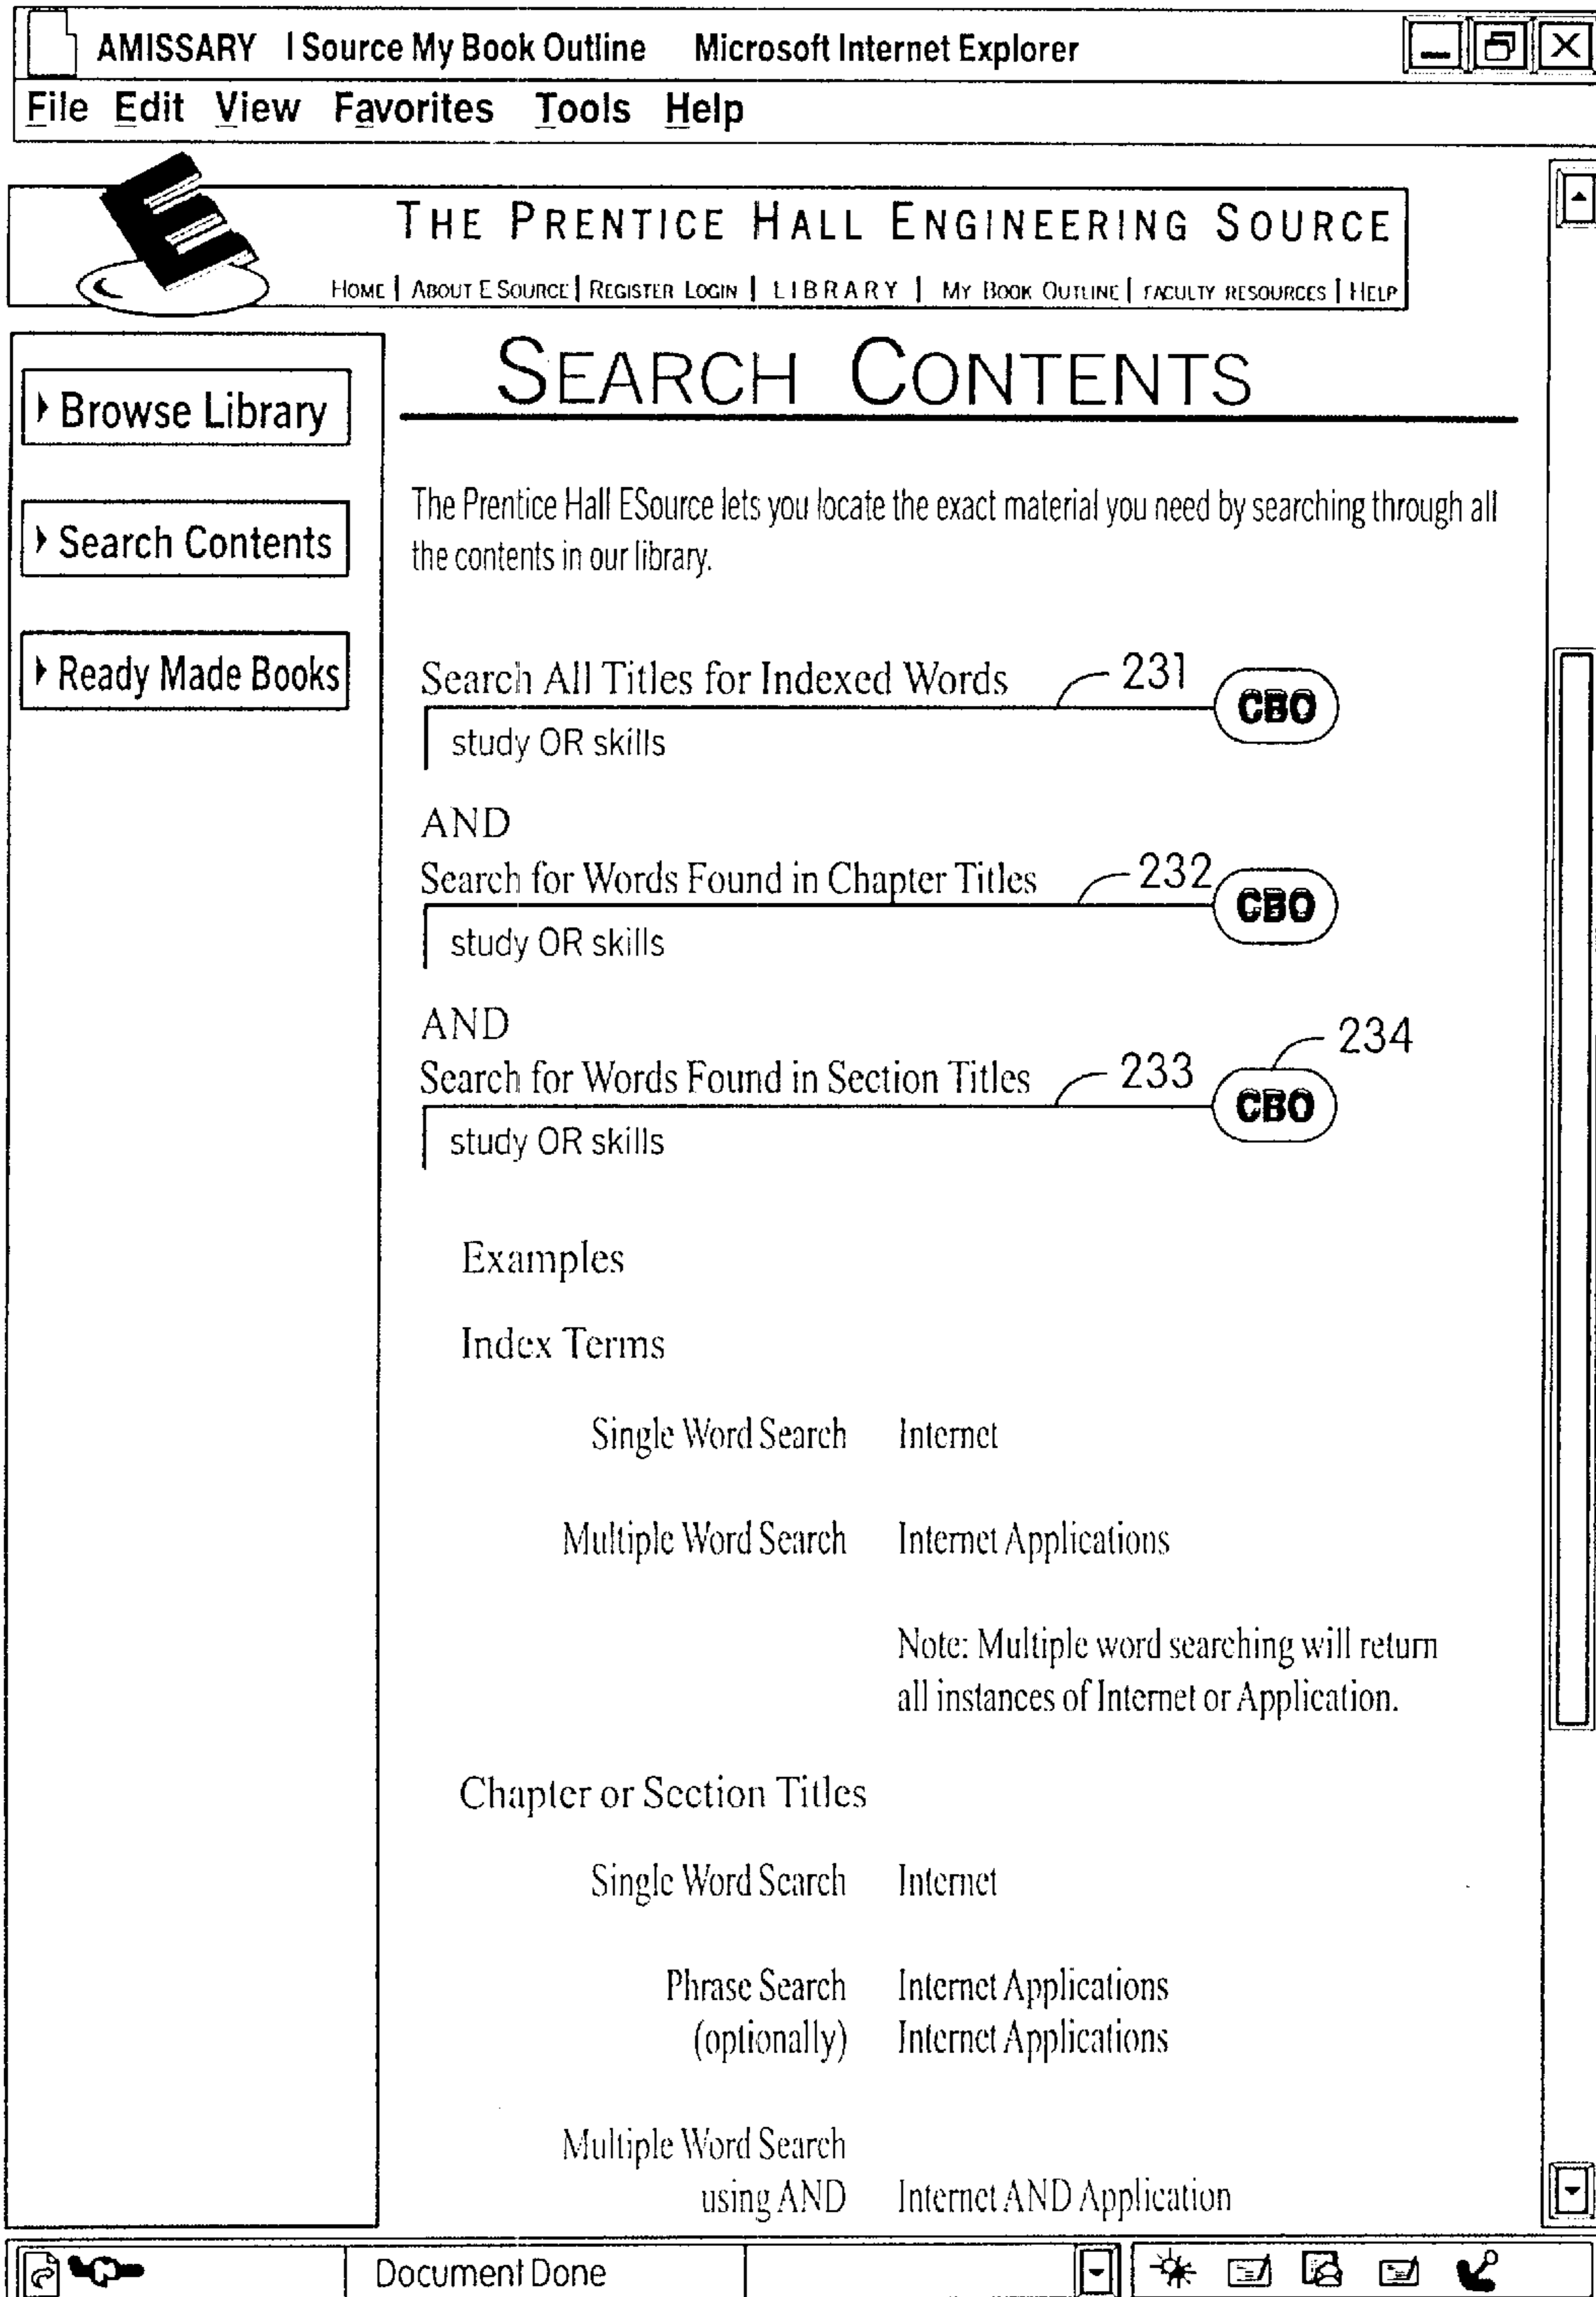 AMISSARY I Source My Book Outline Microsoft Internet Explorer
File Edit View Favorites Tools Help
THE PRENTICE HALL ENGINEERING SOURCE
HOME | ABOUT E SOURCE | REGISTER LOGIN | LIBRARY | MY BOOK OUTLINE | FACULTY RESOURCES | HELP
Browse Library
Search Contents
Ready Made Books
SEARCH CONTENTS
The Prentice Hall ESource lets you locate the exact material you need by searching through all
the contents in our library.
Search All Titles for Indexed Words 231 CBO
study OR skills
AND
Search for Words Found in Chapter Titles 232 CBO
study OR skills
AND
234
Search for Words Found in Section Titles 233 CBO
study OR skills
Examples
Index Terms
Single Word Search Internet
Multiple Word Search Internet Applications
Note: Multiple word searching will return
all instances of Internet or Application.
Chapter or Section Titles
Single Word Search Internet
Phrase Search Internet Applications
(optionally) Internet Applications
Multiple Word Search
using AND Internet AND Application
Document Done